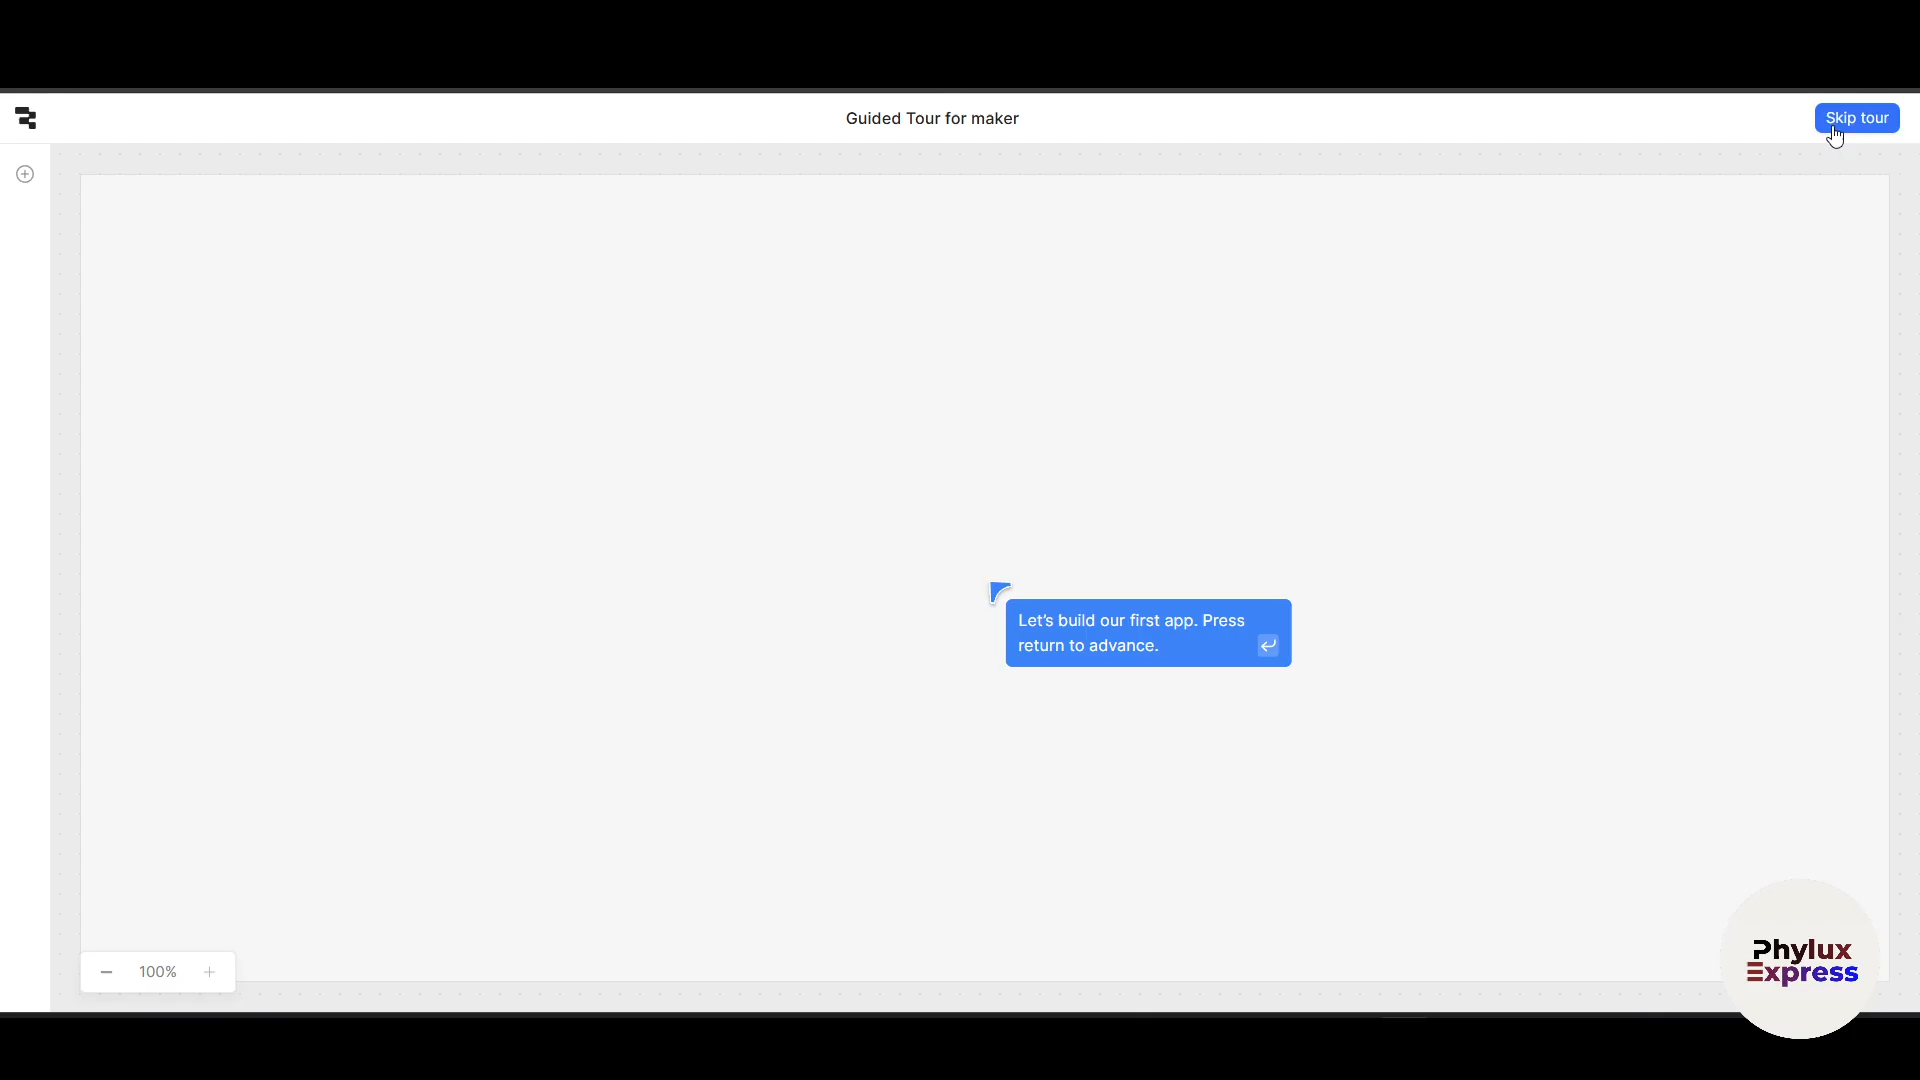 Guided Tour for maker
Skip tour
Let's build our first app. Press
return to advance.
100%
Phylux
Express